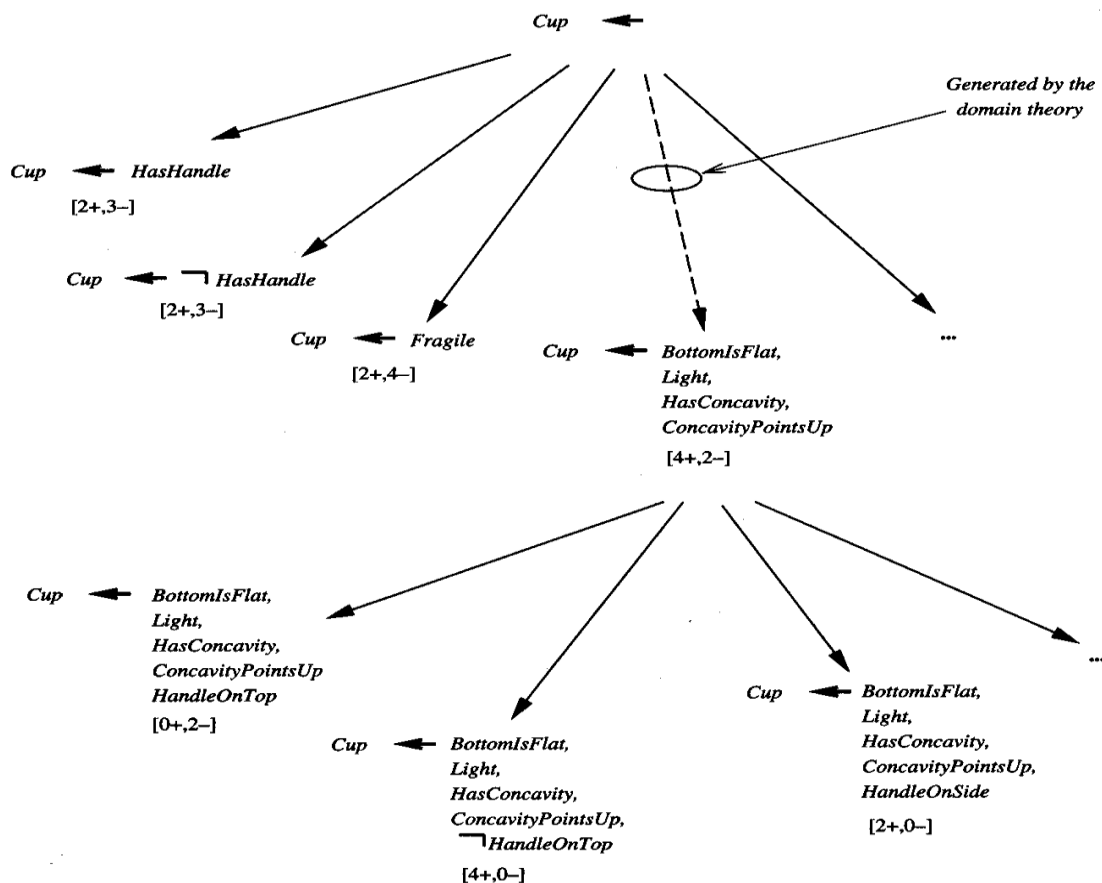 Cup ←
Generated by the
domain theory
Cup ← HasHandle
[2+,3–]
Cup ← ¬ HasHandle
[2+,3–]
Cup ← Fragile
[2+,4–]
Cup ← BottomIsFlat,
Light,
HasConcavity,
ConcavityPointsUp
[4+,2–]
...
Cup ← BottomIsFlat,
Light,
HasConcavity,
ConcavityPointsUp
HandleOnTop
[0+,2–]
Cup ← BottomIsFlat,
Light,
HasConcavity,
ConcavityPointsUp,
¬HandleOnTop
[4+,0–]
Cup ← BottomIsFlat,
Light,
HasConcavity,
ConcavityPointsUp,
HandleOnSide
[2+,0–]
...